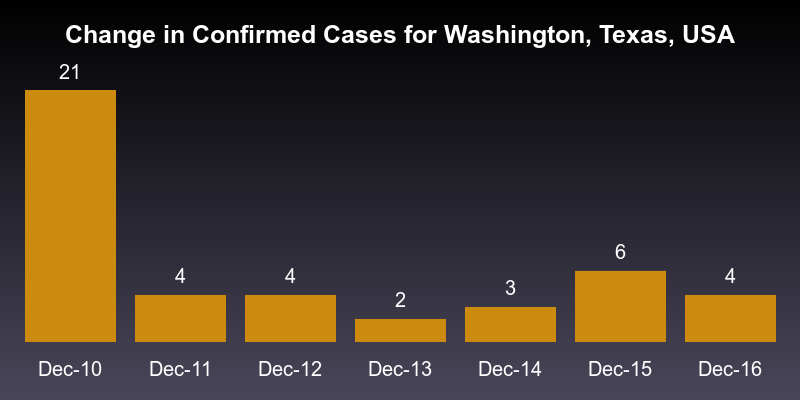 Change in Confirmed Cases for Washington, Texas, USA
21
4
4
2
3
6
4
Dec-10
Dec-11
Dec-12
Dec-13
Dec-14
Dec-15
Dec-16